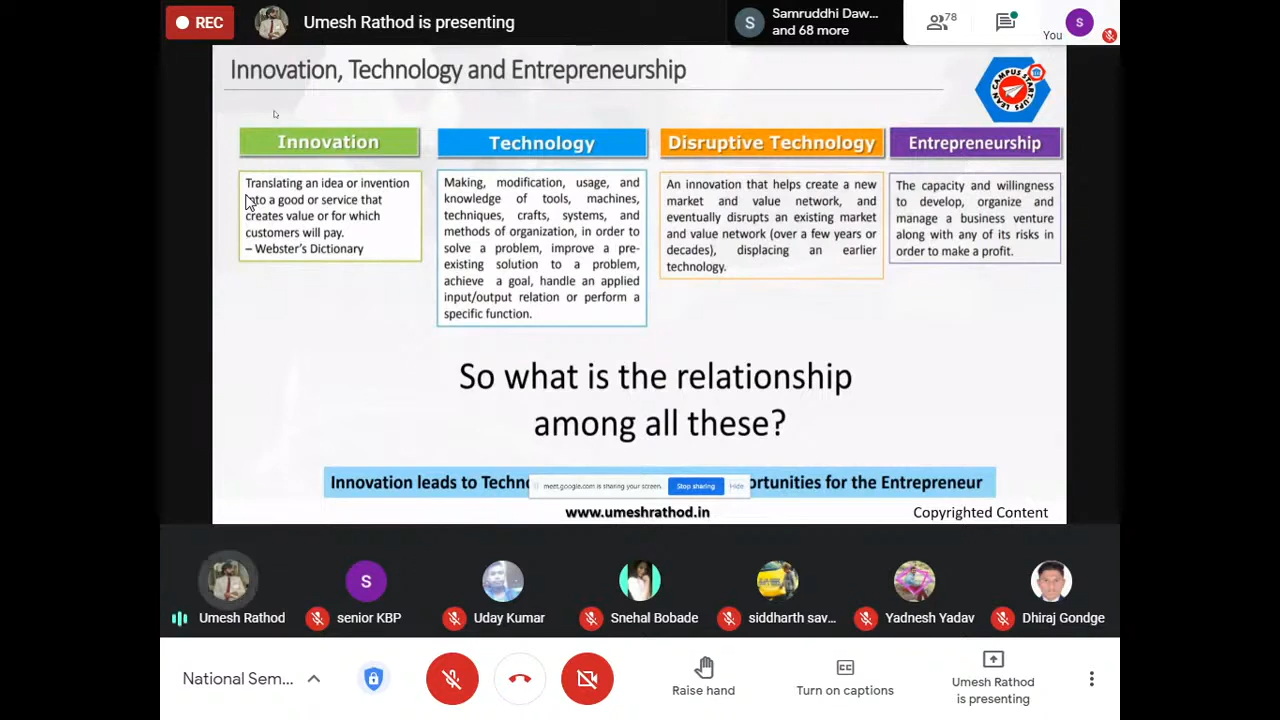 REC
Umesh Rathod is presenting
S
Samruddhi Daw...
and 68 more
78
You
S
Innovation, Technology and Entrepreneurship
LEAN CAMPUS STARTUPS
Innovation
Translating an idea or invention
into a good or service that
creates value or for which
customers will pay.
– Webster's Dictionary
Technology
Making, modification, usage, and
knowledge of tools, machines,
techniques, crafts, systems, and
methods of organization, in order to
solve a problem, improve a pre-
existing solution to a problem,
achieve a goal, handle an applied
input/output relation or perform a
specific function.
Disruptive Technology
An innovation that helps create a new
market and value network, and
eventually disrupts an existing market
and value network (over a few years or
decades), displacing an earlier
technology.
Entrepreneurship
The capacity and willingness
to develop, organize and
manage a business venture
along with any of its risks in
order to make a profit.
So what is the relationship
among all these?
Innovation leads to Techno
meet.google.com is sharing your screen.
Stop sharing
Hide
ortunities for the Entrepreneur
www.umeshrathod.in
Copyrighted Content
S
Umesh Rathod
senior KBP
Uday Kumar
Snehal Bobade
siddharth sav...
Yadnesh Yadav
Dhiraj Gondge
National Sem...
Raise hand
Turn on captions
Umesh Rathod
is presenting